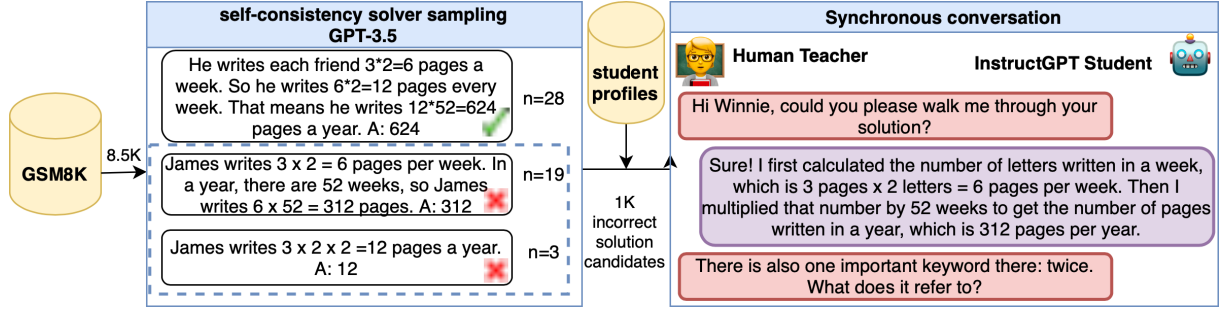 GSM8K
8.5K
self-consistency solver sampling
GPT-3.5
He writes each friend 3*2=6 pages a
week. So he writes 6*2=12 pages every
week. That means he writes 12*52=624
pages a year. A: 624
n=28
James writes 3 x 2 = 6 pages per week. In
a year, there are 52 weeks, so James
writes 6 x 52 = 312 pages. A: 312
n=19
James writes 3 x 2 x 2 =12 pages a year.
A: 12
n=3
student
profiles
1K
incorrect
solution
candidates
Synchronous conversation
Human Teacher
InstructGPT Student
Hi Winnie, could you please walk me through your
solution?
Sure! I first calculated the number of letters written in a week,
which is 3 pages x 2 letters = 6 pages per week. Then I
multiplied that number by 52 weeks to get the number of pages
written in a year, which is 312 pages per year.
There is also one important keyword there: twice.
What does it refer to?